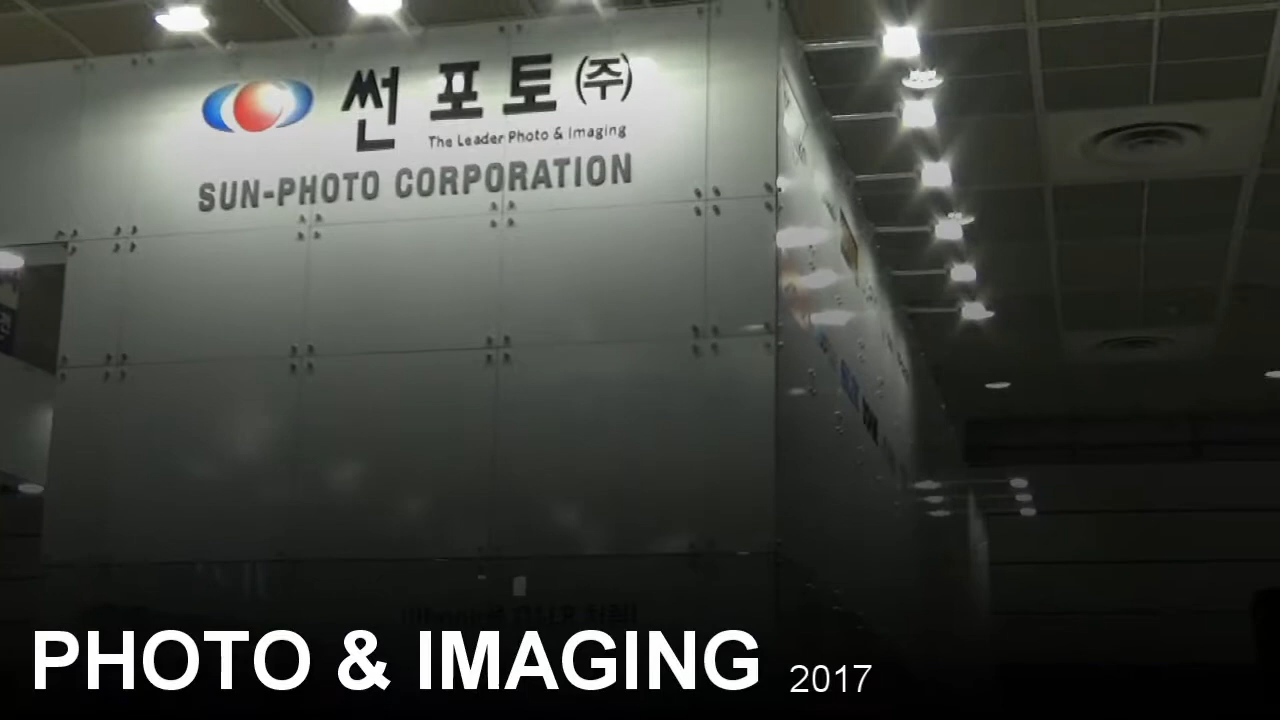 썬 포 토 ㈜
The Leader Photo & Imaging
SUN-PHOTO CORPORATION
PHOTO & IMAGING 2017